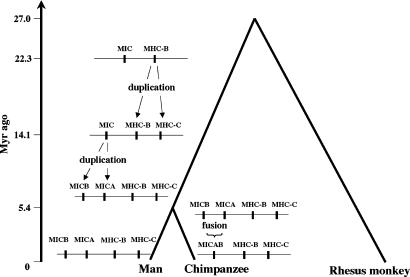 27.0
MIC MHC-B
22.3
duplication
Myr ago
MIC MHC-B MHC-C
14.1
duplication
MICB MICA MHC-B MHC-C
5.4
MICB MICA MHC-B MHC-C
fusion
MICB MICA MHC-B MHC-C
MICAB MHC-B MHC-C
0
Man Chimpanzee Rhesus monkey